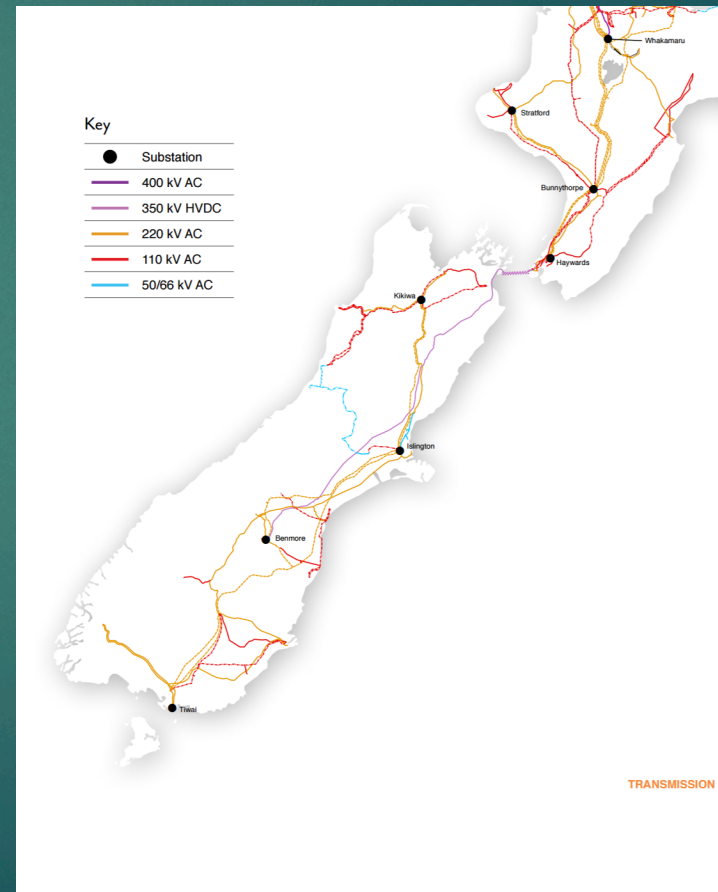 Whakamaru
Stratford
Key
Substation
400 kV AC
350 kV HVDC
220 kV AC
110 kV AC
50/66 kV AC
Bunnythorpe
Haywards
Kikiwa
Islington
Benmore
Tiwai
TRANSMISSION